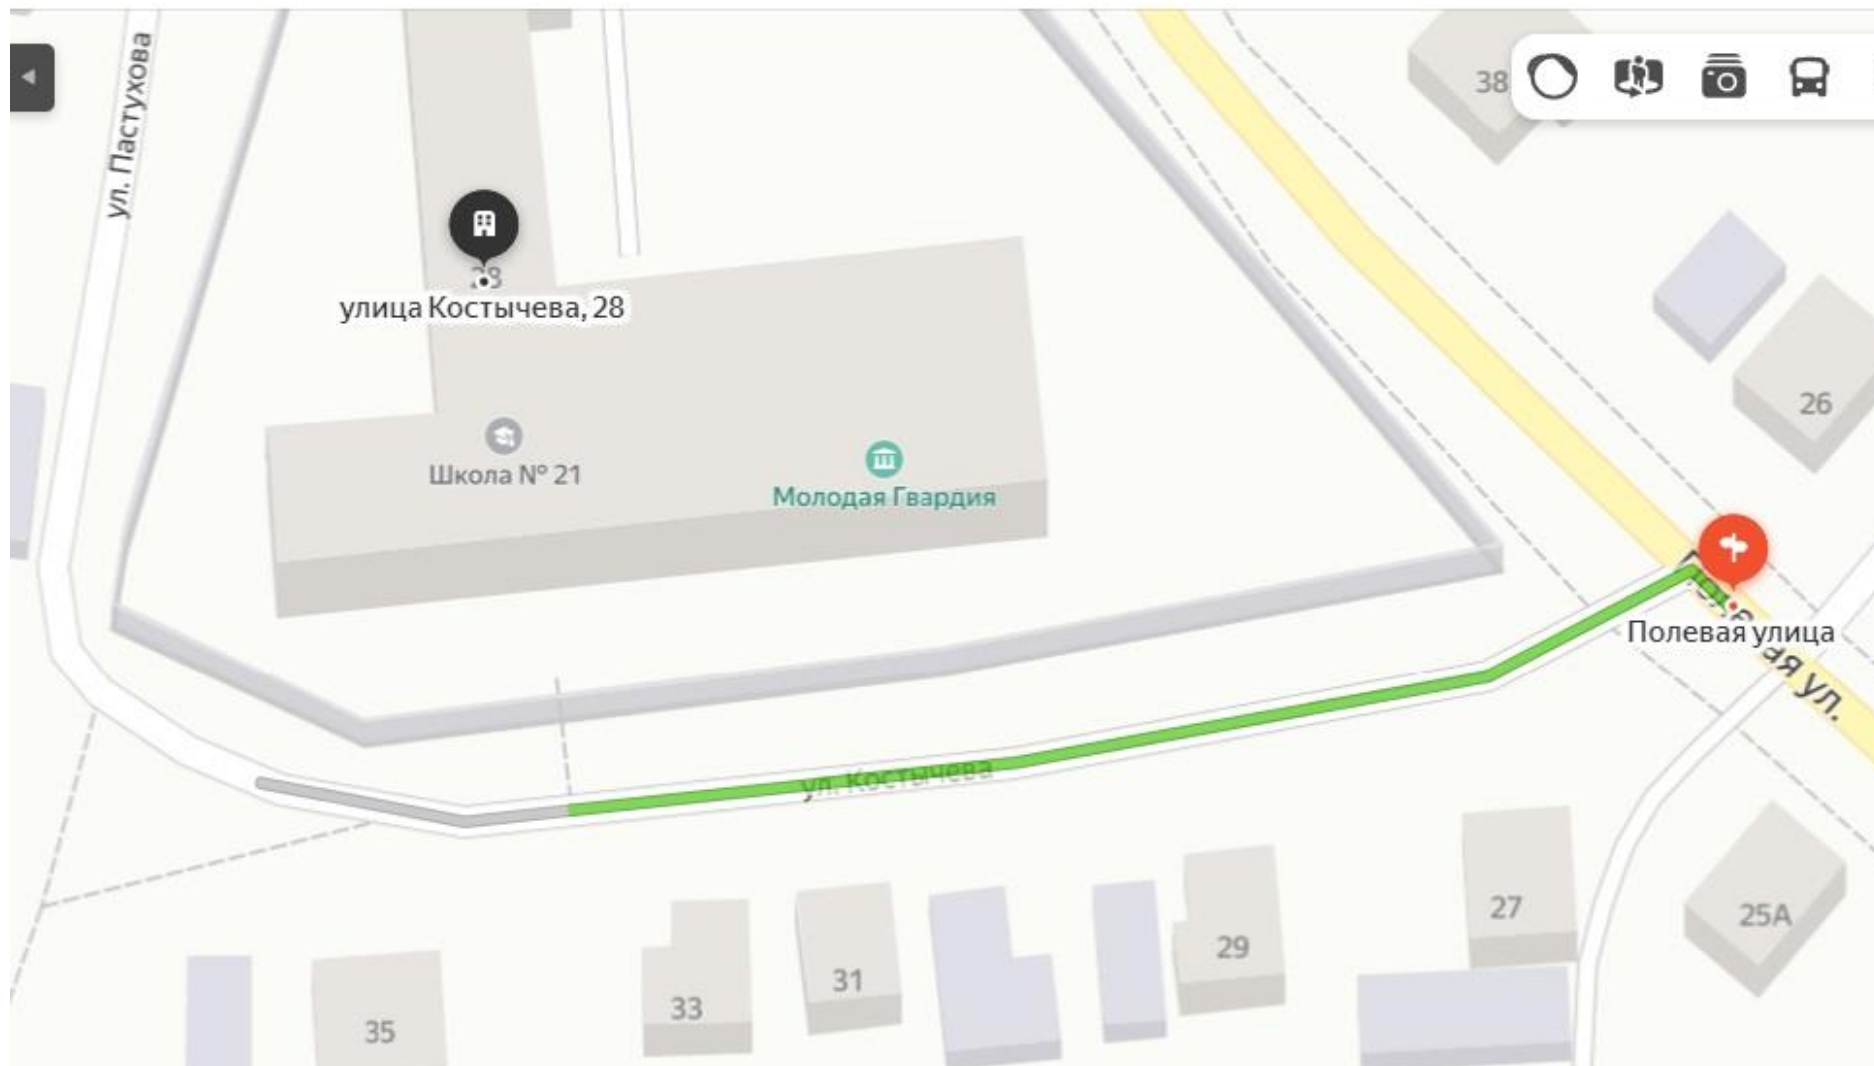 ул. Пастухова
38
28
улица Костычева, 28
26
Школа № 21
Молодая Гвардия
Полевая улица
ая ул.
ул. Костычева
27
25А
29
31
33
35